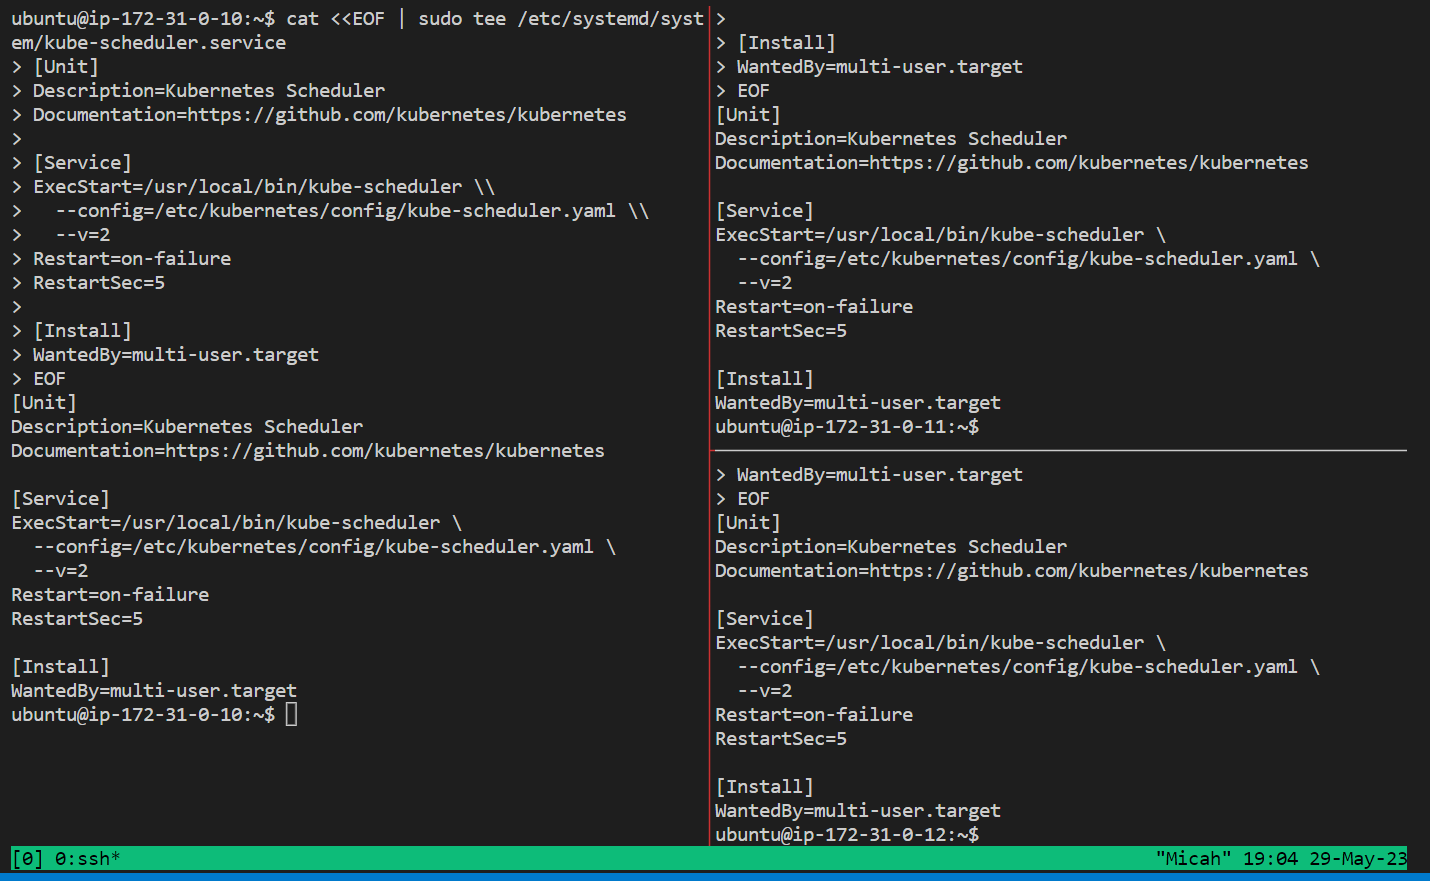 ubuntu@ip-172-31-0-10:~$ cat <<EOF | sudo tee /etc/systemd/syst
em/kube-scheduler.service
> [Unit]
> Description=Kubernetes Scheduler
> Documentation=https://github.com/kubernetes/kubernetes
>
> [Service]
> ExecStart=/usr/local/bin/kube-scheduler \\
>   --config=/etc/kubernetes/config/kube-scheduler.yaml \\
>   --v=2
> Restart=on-failure
> RestartSec=5
>
> [Install]
> WantedBy=multi-user.target
> EOF
[Unit]
Description=Kubernetes Scheduler
Documentation=https://github.com/kubernetes/kubernetes

[Service]
ExecStart=/usr/local/bin/kube-scheduler \
  --config=/etc/kubernetes/config/kube-scheduler.yaml \
  --v=2
Restart=on-failure
RestartSec=5

[Install]
WantedBy=multi-user.target
ubuntu@ip-172-31-0-10:~$
>
> [Install]
> WantedBy=multi-user.target
> EOF
[Unit]
Description=Kubernetes Scheduler
Documentation=https://github.com/kubernetes/kubernetes

[Service]
ExecStart=/usr/local/bin/kube-scheduler \
  --config=/etc/kubernetes/config/kube-scheduler.yaml \
  --v=2
Restart=on-failure
RestartSec=5

[Install]
WantedBy=multi-user.target
ubuntu@ip-172-31-0-11:~$
> WantedBy=multi-user.target
> EOF
[Unit]
Description=Kubernetes Scheduler
Documentation=https://github.com/kubernetes/kubernetes

[Service]
ExecStart=/usr/local/bin/kube-scheduler \
  --config=/etc/kubernetes/config/kube-scheduler.yaml \
  --v=2
Restart=on-failure
RestartSec=5

[Install]
WantedBy=multi-user.target
ubuntu@ip-172-31-0-12:~$
[0] 0:ssh* "Micah" 19:04 29-May-23